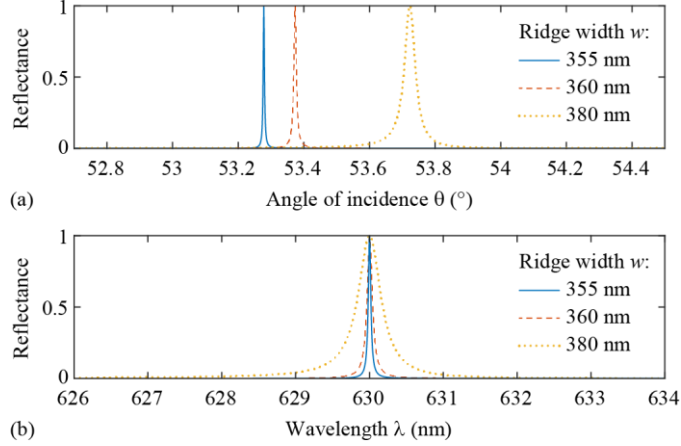 1
Ridge width w:
355 nm
0.5
360 nm
380 nm
Reflectance
0
52.8 53 53.2 53.4 53.6 53.8 54 54.2 54.4
(a)
Angle of incidence θ (°)
1
Ridge width w:
355 nm
0.5
360 nm
380 nm
Reflectance
0
626 627 628 629 630 631 632 633 634
(b)
Wavelength λ (nm)